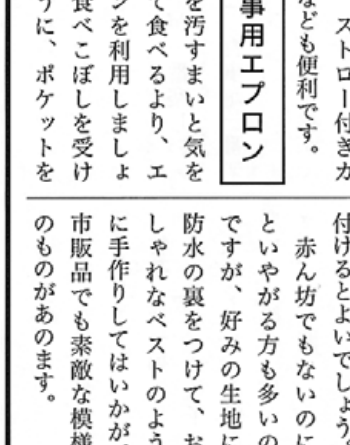 ストロー付きカ
なども便利です。
事用エプロン
を汚すまいと気を
て食べるより、エ
ンを利用しましょ
食べこぼしを受け
うに、ポケットを
付けるとよいでしょう
赤ん坊でもないのに
といやがる方も多いの
ですが、好みの生地に
防水の裏をつけて、お
しゃれなベストのよう
に手作りしてはいかが
市販品でも素敵な模様
のものがあのます。